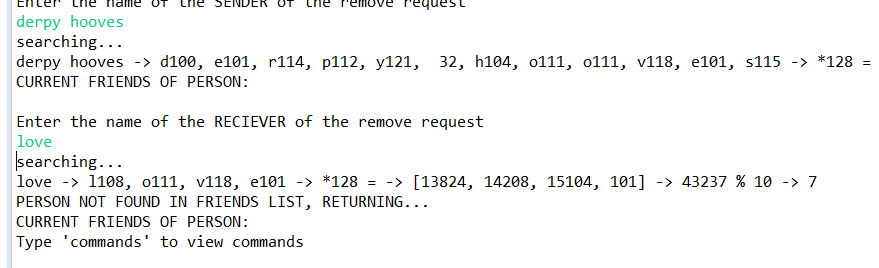 Enter the name of the SENDER of the remove request
derpy hooves
searching...
derpy hooves -> d100, e101, r114, p112, y121,  32, h104, o111, o111, v118, e101, s115 -> *128 =
CURRENT FRIENDS OF PERSON:
Enter the name of the RECIEVER of the remove request
love
searching...
love -> l108, o111, v118, e101 -> *128 = -> [13824, 14208, 15104, 101] -> 43237 % 10 -> 7
PERSON NOT FOUND IN FRIENDS LIST, RETURNING...
CURRENT FRIENDS OF PERSON:
Type 'commands' to view commands